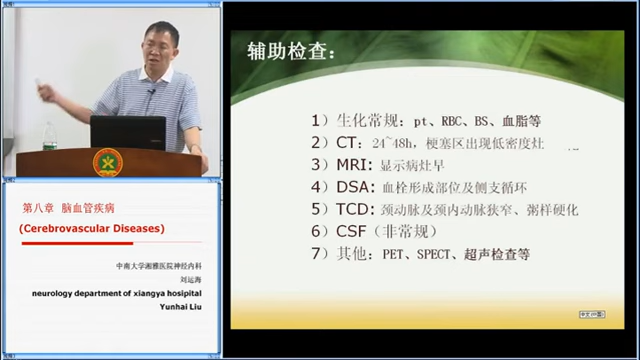 辅助检查：
1）生化常规：pt、RBC、BS、血脂等
2）CT：24~48h，梗塞区出现低密度灶
3）MRI：显示病灶早
4）DSA：血栓形成部位及侧支循环
5）TCD：颈动脉及颈内动脉狭窄、粥样硬化
6）CSF（非常规）
7）其他：PET、SPECT、超声检查等
第八章 脑血管疾病
(Cerebrovascular Diseases)
中南大学湘雅医院神经内科
刘运海
neurology department of xiangya hosipital
Yunhai Liu